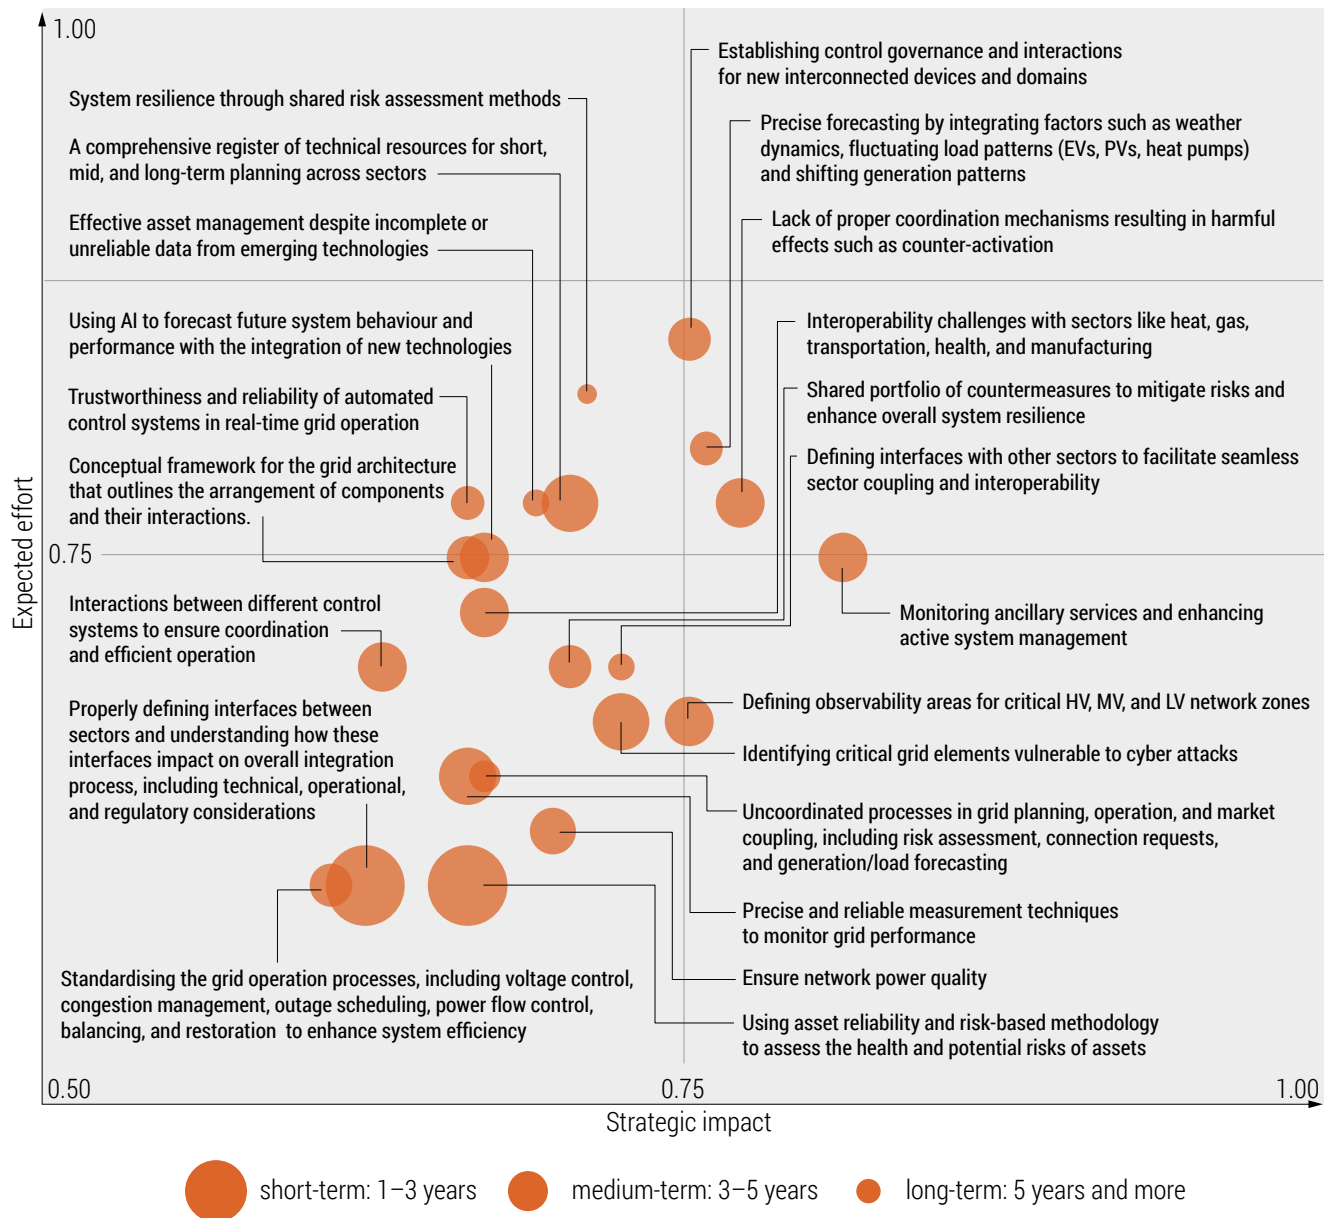 1.00
Establishing control governance and interactions
for new interconnected devices and domains
System resilience through shared risk assessment methods
Precise forecasting by integrating factors such as weather
dynamics, fluctuating load patterns (EVs, PVs, heat pumps)
and shifting generation patterns
A comprehensive register of technical resources for short,
mid, and long-term planning across sectors
Effective asset management despite incomplete or
unreliable data from emerging technologies
Lack of proper coordination mechanisms resulting in harmful
effects such as counter-activation
Using AI to forecast future system behaviour and
performance with the integration of new technologies
Interoperability challenges with sectors like heat, gas,
transportation, health, and manufacturing
Trustworthiness and reliability of automated
control systems in real-time grid operation
Shared portfolio of countermeasures to mitigate risks and
enhance overall system resilience
Conceptual framework for the grid architecture
that outlines the arrangement of components
and their interactions.
Defining interfaces with other sectors to facilitate seamless
sector coupling and interoperability
Expected effort
0.75
Interactions between different control
systems to ensure coordination
and efficient operation
Monitoring ancillary services and enhancing
active system management
Properly defining interfaces between
sectors and understanding how these
interfaces impact on overall integration
process, including technical, operational,
and regulatory considerations
Defining observability areas for critical HV, MV, and LV network zones
Identifying critical grid elements vulnerable to cyber attacks
Uncoordinated processes in grid planning, operation, and market
coupling, including risk assessment, connection requests,
and generation/load forecasting
Precise and reliable measurement techniques
to monitor grid performance
Standardising the grid operation processes, including voltage control,
congestion management, outage scheduling, power flow control,
balancing, and restoration to enhance system efficiency
Ensure network power quality
Using asset reliability and risk-based methodology
to assess the health and potential risks of assets
0.50
0.75
1.00
Strategic impact
short-term: 1–3 years
medium-term: 3–5 years
long-term: 5 years and more